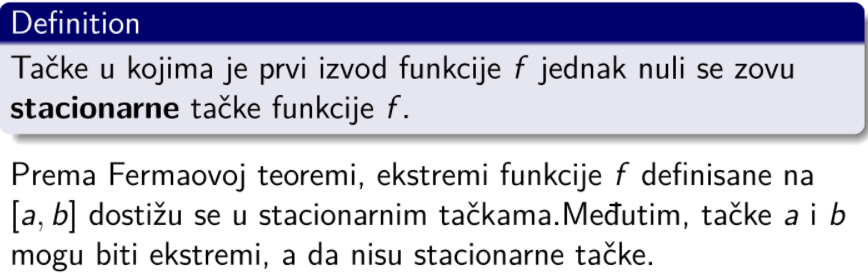 Definition
Tačke u kojima je prvi izvod funkcije f jednak nuli se zovu
stacionarne tačke funkcije f.
Prema Fermaovoj teoremi, ekstremi funkcije f definisane na
[a, b] dostižu se u stacionarnim tačkama.Međutim, tačke a i b
mogu biti ekstremi, a da nisu stacionarne tačke.